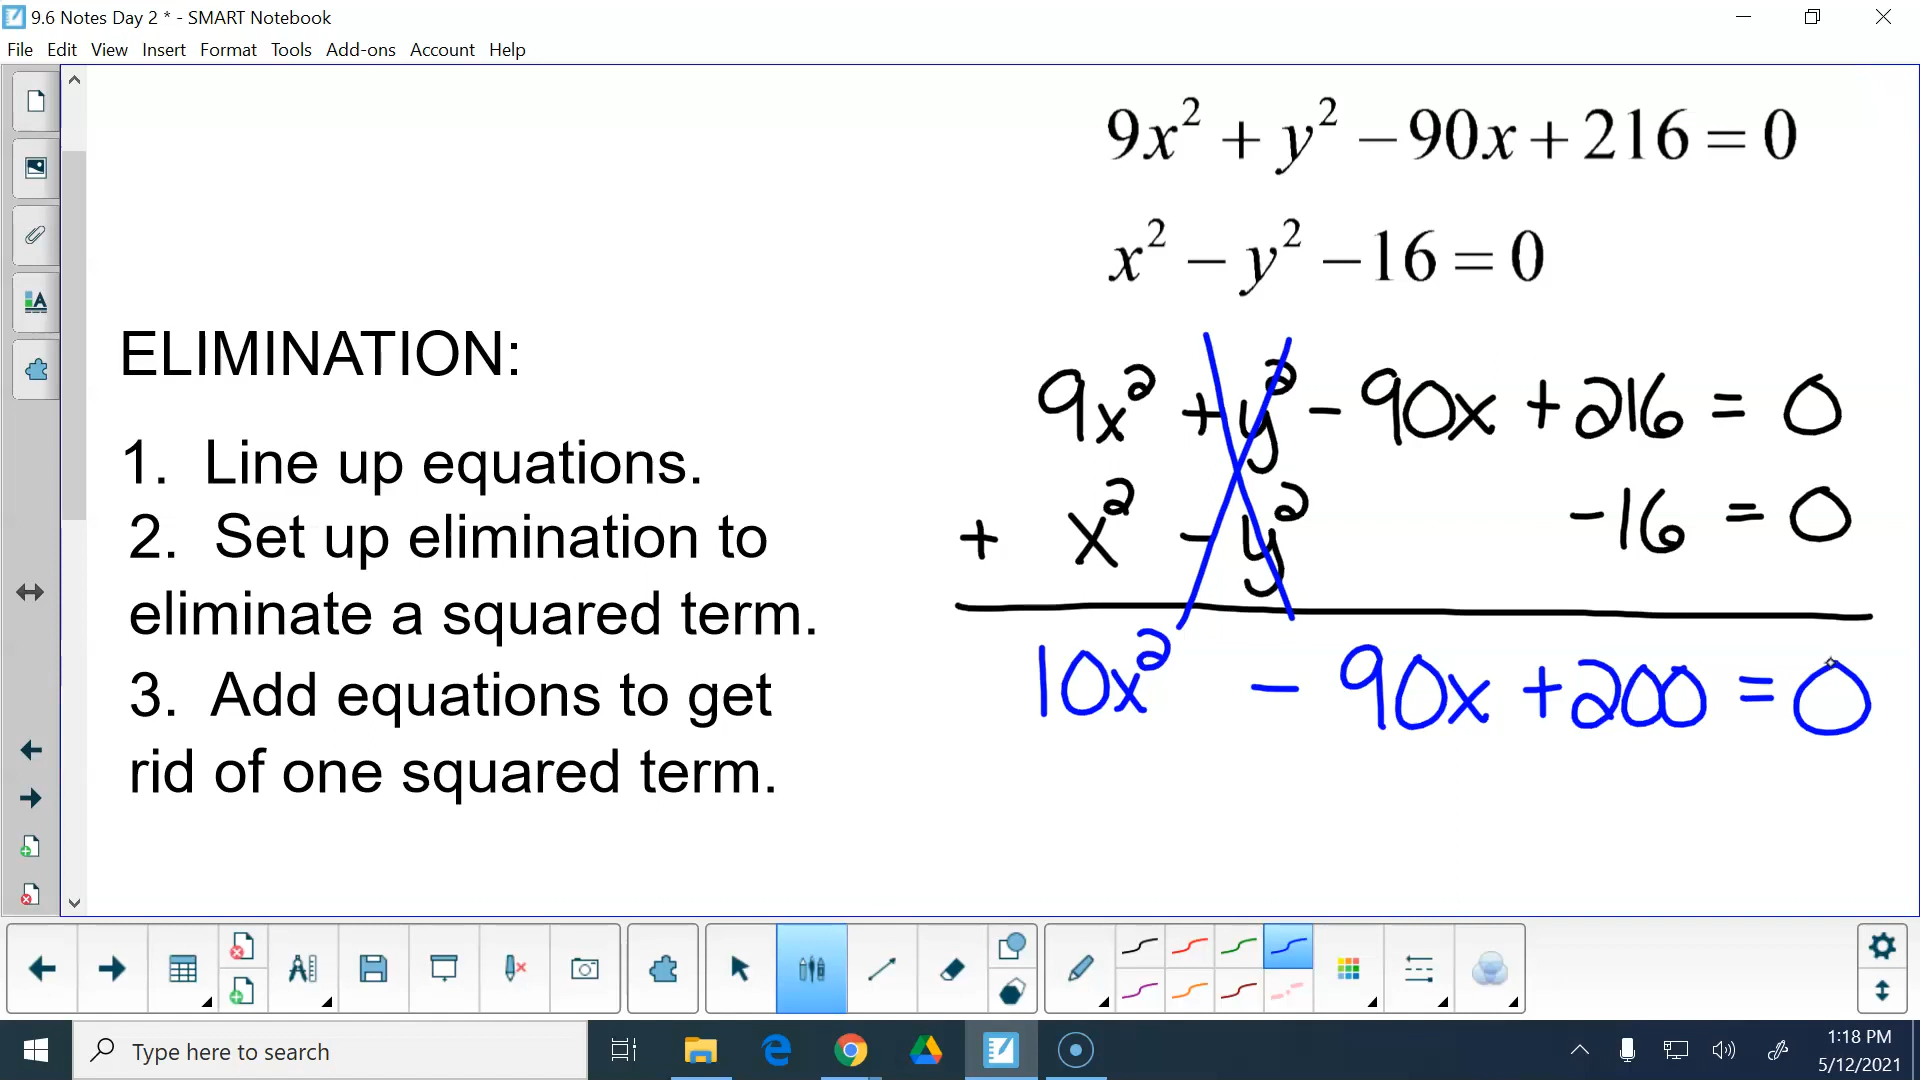 9.6 Notes Day 2 * - SMART Notebook
File Edit View Insert Format Tools Add-ons Account Help
9x² + y² − 90x + 216 = 0
x² − y² − 16 = 0
ELIMINATION:
1. Line up equations.
2. Set up elimination to
eliminate a squared term.
3. Add equations to get
rid of one squared term.
9x² + y² − 90x + 216 = 0
+ x² − y² − 16 = 0
10x² − 90x + 200 = 0
Type here to search
1:18 PM
5/12/2021